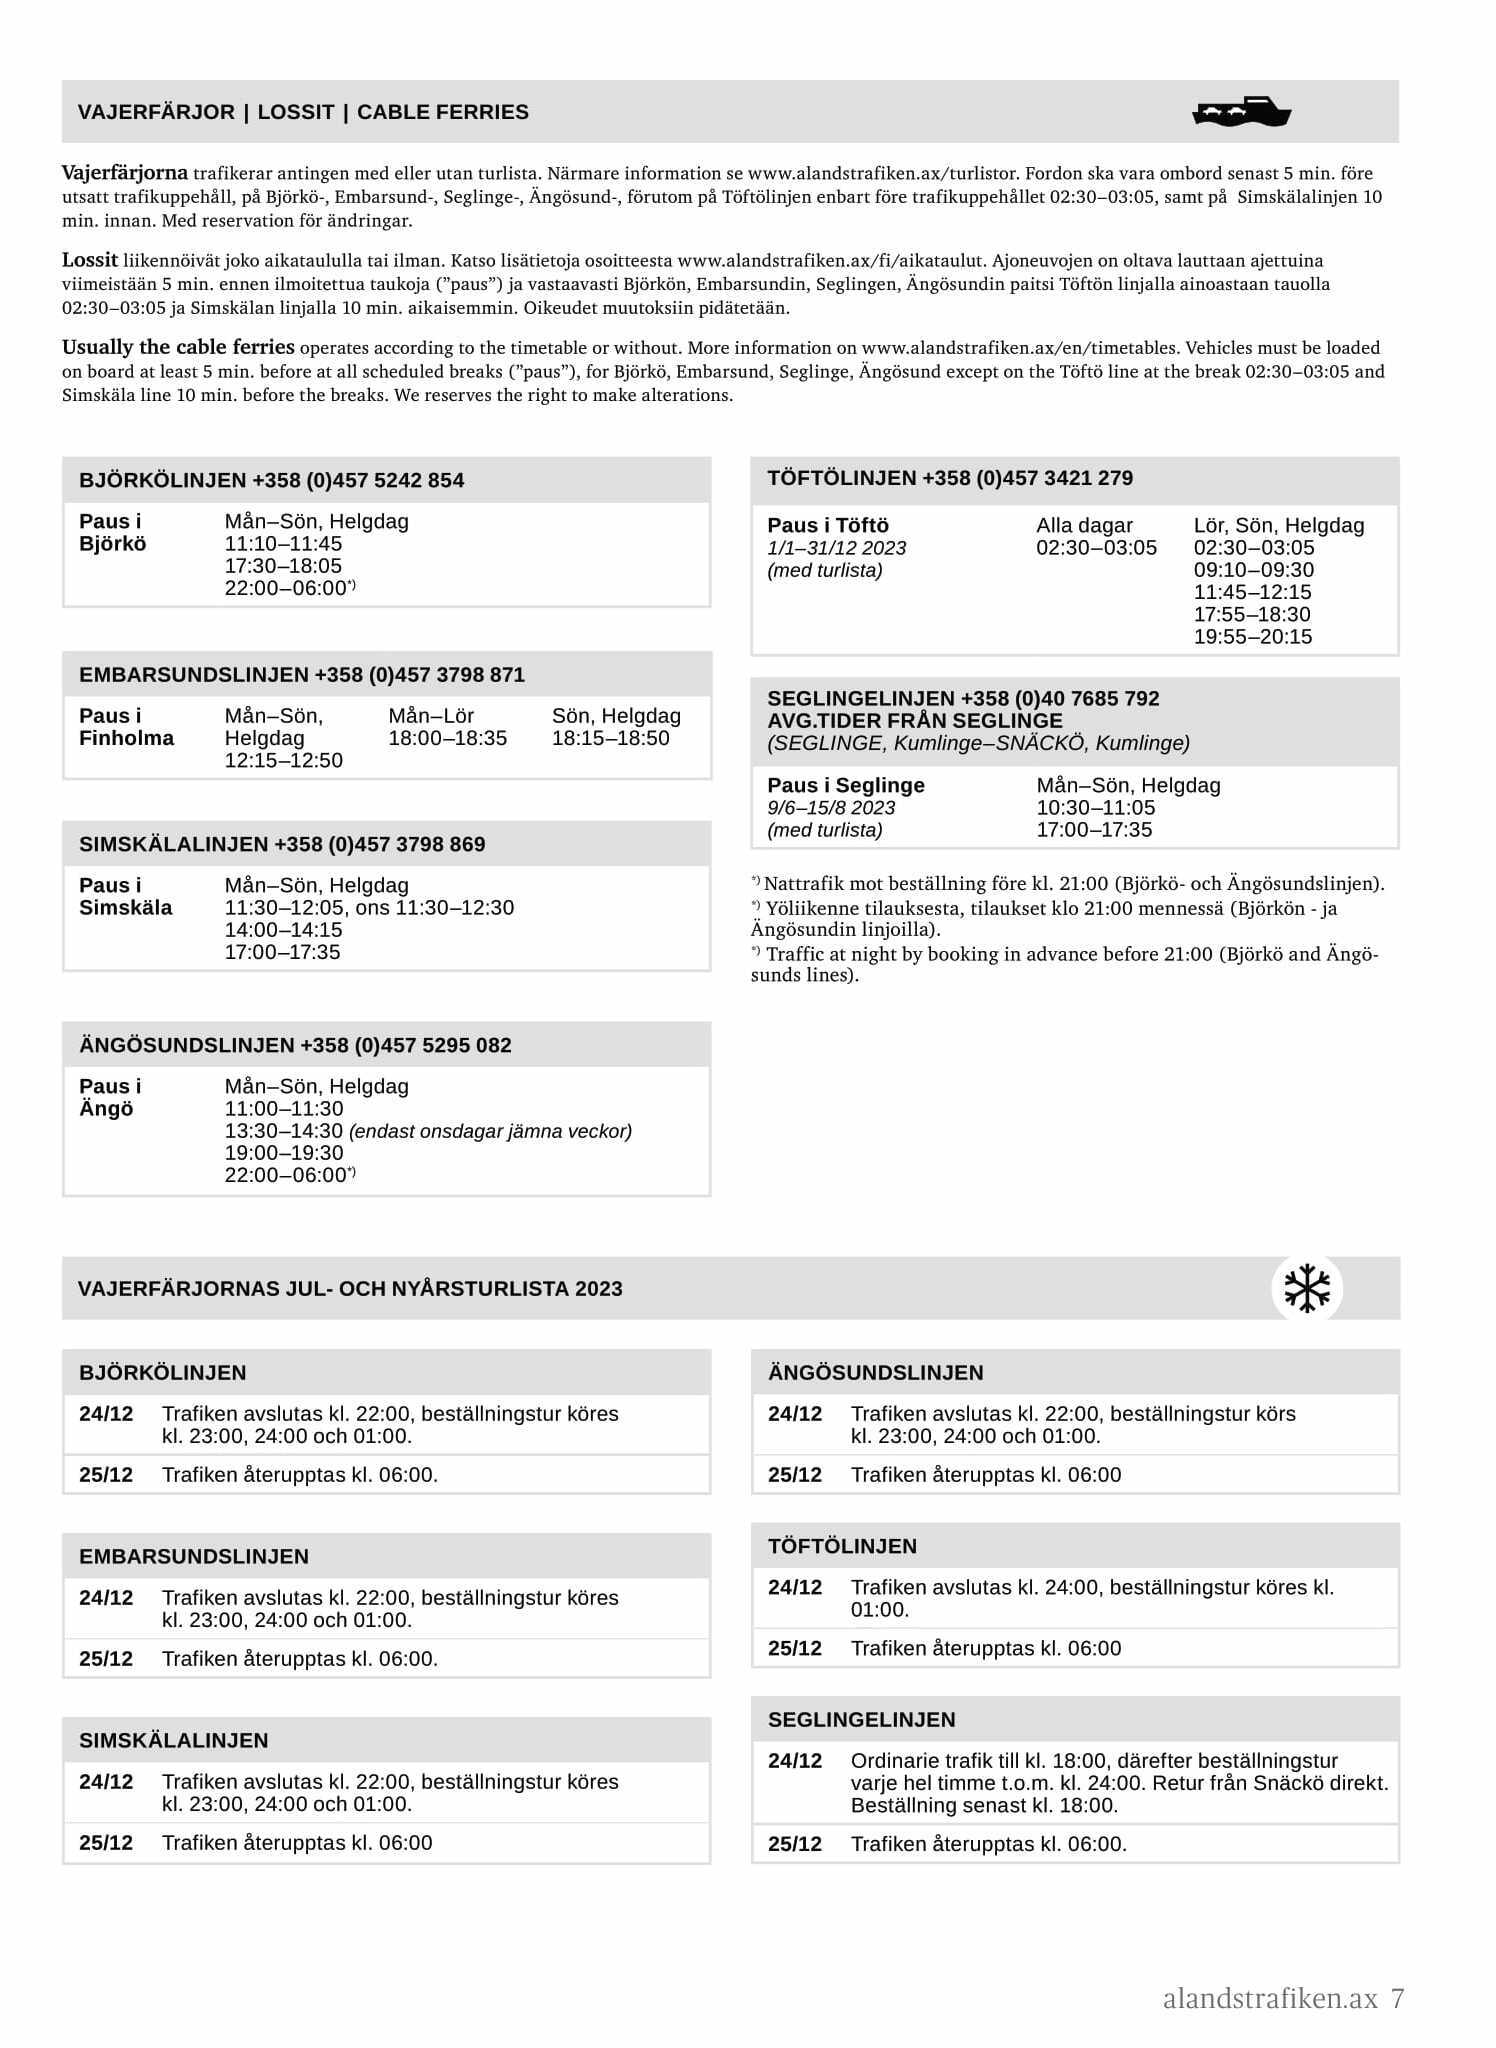 VAJERFÄRJOR | LOSSIT | CABLE FERRIES
Vajerfärjorna trafikerar antingen med eller utan turlista. Närmare information se www.alandstrafiken.ax/turlistor. Fordon ska vara ombord senast 5 min. före
utsatt trafikuppehåll, på Björkö-, Embarsund-, Seglinge-, Ängösund-, förutom på Töftölinjen enbart före trafikuppehållet 02:30–03:05, samt på Simskälalinjen 10
min. innan. Med reservation för ändringar.
Lossit liikennöivät joko aikataululla tai ilman. Katso lisätietoja osoitteesta www.alandstrafiken.ax/fi/aikataulut. Ajoneuvojen on oltava lauttaan ajettuina
viimeistään 5 min. ennen ilmoitettua taukoja (”paus”) ja vastaavasti Björkön, Embarsundin, Seglingen, Ängösundin paitsi Töftön linjalla ainoastaan tauolla
02:30–03:05 ja Simskälan linjalla 10 min. aikaisemmin. Oikeudet muutoksiin pidätetään.
Usually the cable ferries operates according to the timetable or without. More information on www.alandstrafiken.ax/en/timetables. Vehicles must be loaded
on board at least 5 min. before at all scheduled breaks (”paus”), for Björkö, Embarsund, Seglinge, Ängösund except on the Töftö line at the break 02:30–03:05 and
Simskäla line 10 min. before the breaks. We reserves the right to make alterations.
BJÖRKÖLINJEN +358 (0)457 5242 854
Paus i Mån–Sön, Helgdag
Björkö 11:10–11:45
17:30–18:05
22:00–06:00*)
EMBARSUNDSLINJEN +358 (0)457 3798 871
Paus i Mån–Sön, Mån–Lör Sön, Helgdag
Finholma Helgdag 18:00–18:35 18:15–18:50
12:15–12:50
SIMSKÄLALINJEN +358 (0)457 3798 869
Paus i Mån–Sön, Helgdag
Simskäla 11:30–12:05, ons 11:30–12:30
14:00–14:15
17:00–17:35
ÄNGÖSUNDSLINJEN +358 (0)457 5295 082
Paus i Mån–Sön, Helgdag
Ängö 11:00–11:30
13:30–14:30 (endast onsdagar jämna veckor)
19:00–19:30
22:00–06:00*)
TÖFTÖLINJEN +358 (0)457 3421 279
Paus i Töftö Alla dagar Lör, Sön, Helgdag
1/1–31/12 2023 02:30–03:05 02:30–03:05
(med turlista) 09:10–09:30
11:45–12:15
17:55–18:30
19:55–20:15
SEGLINGELINJEN +358 (0)40 7685 792
AVG.TIDER FRÅN SEGLINGE
(SEGLINGE, Kumlinge–SNÄCKÖ, Kumlinge)
Paus i Seglinge Mån–Sön, Helgdag
9/6–15/8 2023 10:30–11:05
(med turlista) 17:00–17:35
*) Nattrafik mot beställning före kl. 21:00 (Björkö- och Ängösundslinjen).
*) Yöliikenne tilauksesta, tilaukset klo 21:00 mennessä (Björkön - ja
Ängösundin linjoilla).
*) Traffic at night by booking in advance before 21:00 (Björkö and Ängö-
sunds lines).
VAJERFÄRJORNAS JUL- OCH NYÅRSTURLISTA 2023
BJÖRKÖLINJEN
24/12 Trafiken avslutas kl. 22:00, beställningstur köres
kl. 23:00, 24:00 och 01:00.
25/12 Trafiken återupptas kl. 06:00.
EMBARSUNDSLINJEN
24/12 Trafiken avslutas kl. 22:00, beställningstur köres
kl. 23:00, 24:00 och 01:00.
25/12 Trafiken återupptas kl. 06:00.
SIMSKÄLALINJEN
24/12 Trafiken avslutas kl. 22:00, beställningstur köres
kl. 23:00, 24:00 och 01:00.
25/12 Trafiken återupptas kl. 06:00
ÄNGÖSUNDSLINJEN
24/12 Trafiken avslutas kl. 22:00, beställningstur körs
kl. 23:00, 24:00 och 01:00.
25/12 Trafiken återupptas kl. 06:00
TÖFTÖLINJEN
24/12 Trafiken avslutas kl. 24:00, beställningstur köres kl.
01:00.
25/12 Trafiken återupptas kl. 06:00
SEGLINGELINJEN
24/12 Ordinarie trafik till kl. 18:00, därefter beställningstur
varje hel timme t.o.m. kl. 24:00. Retur från Snäckö direkt.
Beställning senast kl. 18:00.
25/12 Trafiken återupptas kl. 06:00.
alandstrafiken.ax 7